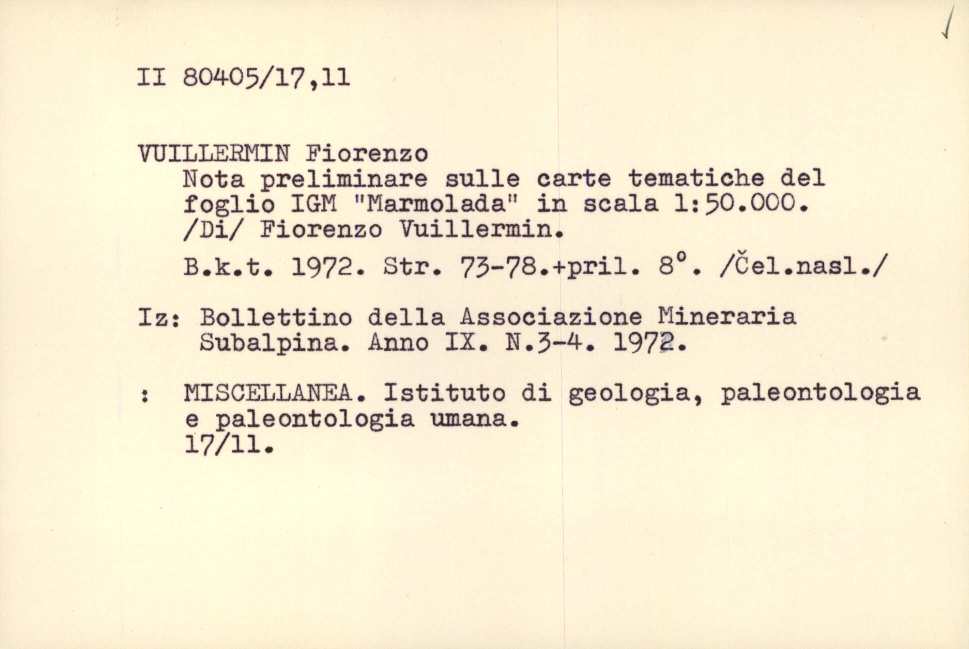 II 80405/17,11
VUILLERMIN Fiorenzo
Nota preliminare sulle carte tematiche del
foglio IGM "Marmolada" in scala 1:50.000.
/Di/ Fiorenzo Vuillermin.
B.k.t. 1972. Str. 73-78.+pril. 8°. /Čel.nasl./
Iz: Bollettino della Associazione Mineraria
Subalpina. Anno IX. N.3-4. 1972.
: MISCELLANEA. Istituto di geologia, paleontologia
e paleontologia umana.
17/11.